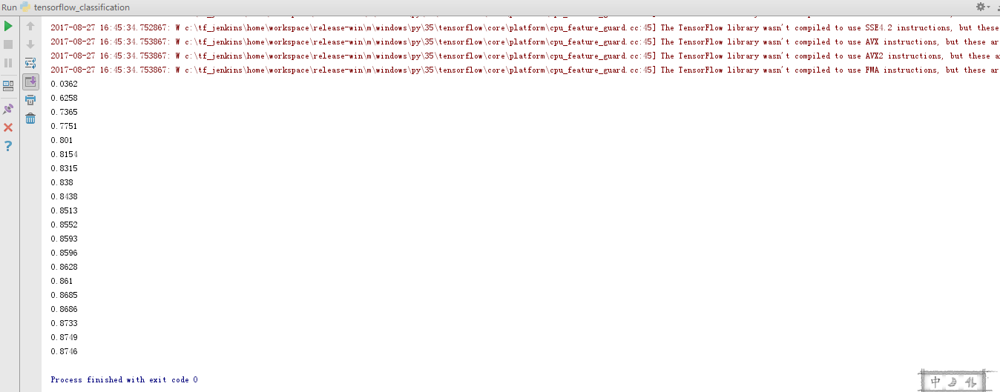 Run tensorflow_classification
2017-08-27 16:45:34.752867: W c:\tf_jenkins\home\workspace\release-win\m\windows\py\35\tensorflow\core\platform\cpu_feature_guard.cc:45] The TensorFlow library wasn't compiled to use SSE4.2 instructions, but these
2017-08-27 16:45:34.753867: W c:\tf_jenkins\home\workspace\release-win\m\windows\py\35\tensorflow\core\platform\cpu_feature_guard.cc:45] The TensorFlow library wasn't compiled to use AVX instructions, but these ar
2017-08-27 16:45:34.753867: W c:\tf_jenkins\home\workspace\release-win\m\windows\py\35\tensorflow\core\platform\cpu_feature_guard.cc:45] The TensorFlow library wasn't compiled to use AVX2 instructions, but these a
2017-08-27 16:45:34.753867: W c:\tf_jenkins\home\workspace\release-win\m\windows\py\35\tensorflow\core\platform\cpu_feature_guard.cc:45] The TensorFlow library wasn't compiled to use FMA instructions, but these ar
0.0362
0.6258
0.7365
0.7751
0.801
0.8154
0.8315
0.838
0.8438
0.8513
0.8552
0.8593
0.8596
0.8628
0.861
0.8685
0.8686
0.8733
0.8749
0.8746
Process finished with exit code 0
中